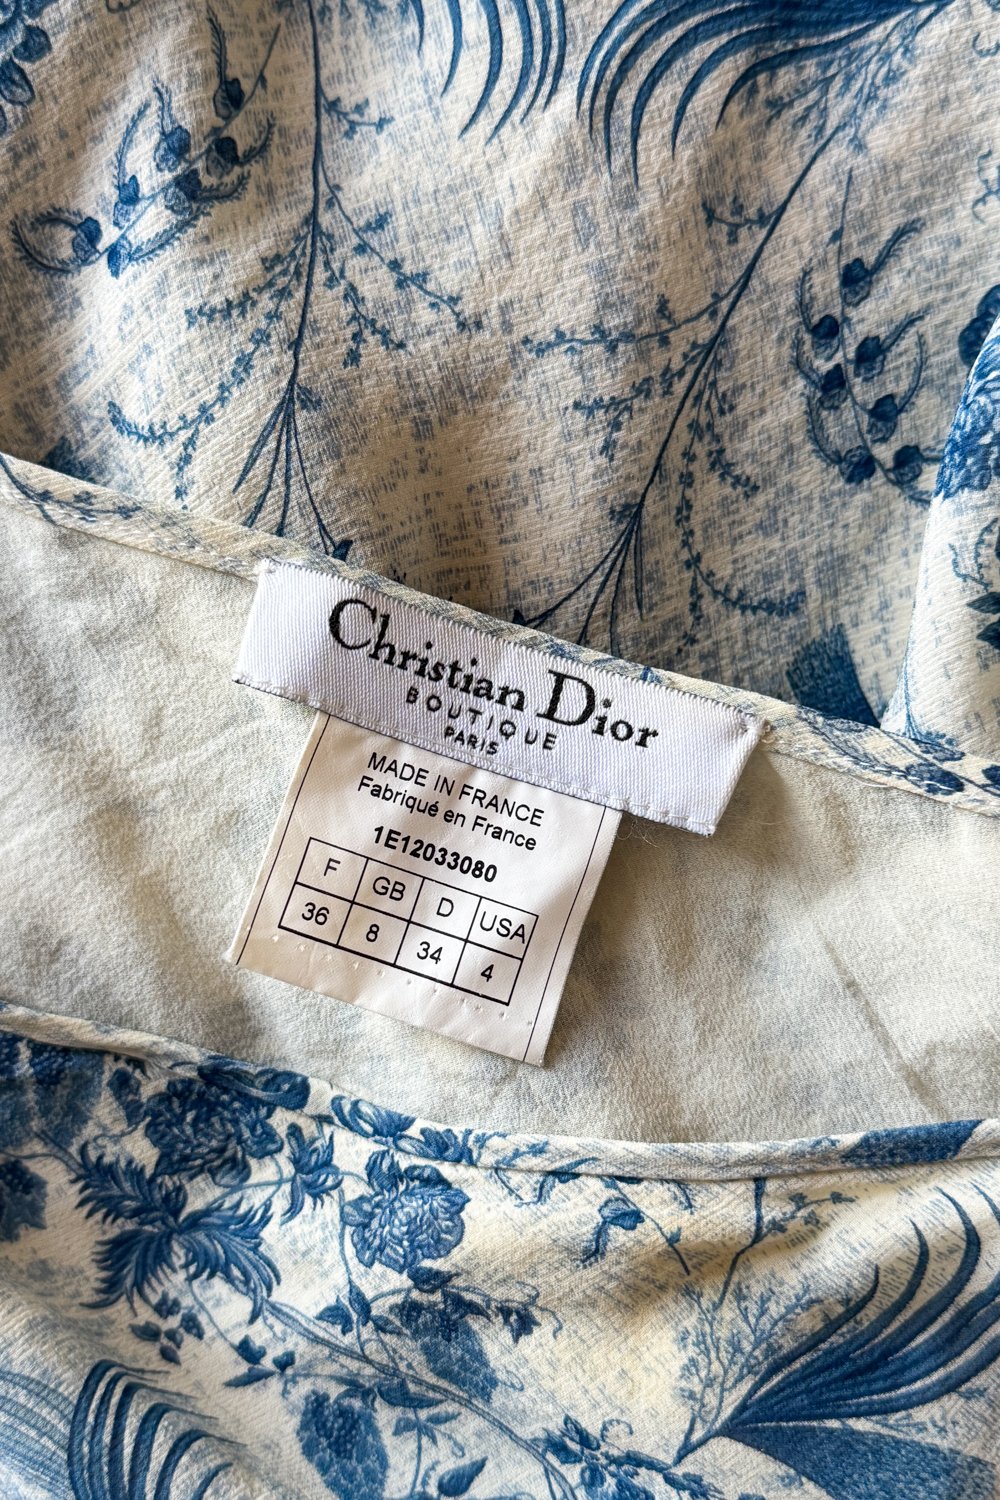 Christian Dior
BOUTIQUE
PARIS
MADE IN FRANCE
Fabriqué en France
1E12033080
F GB D USA
36 8 34 4